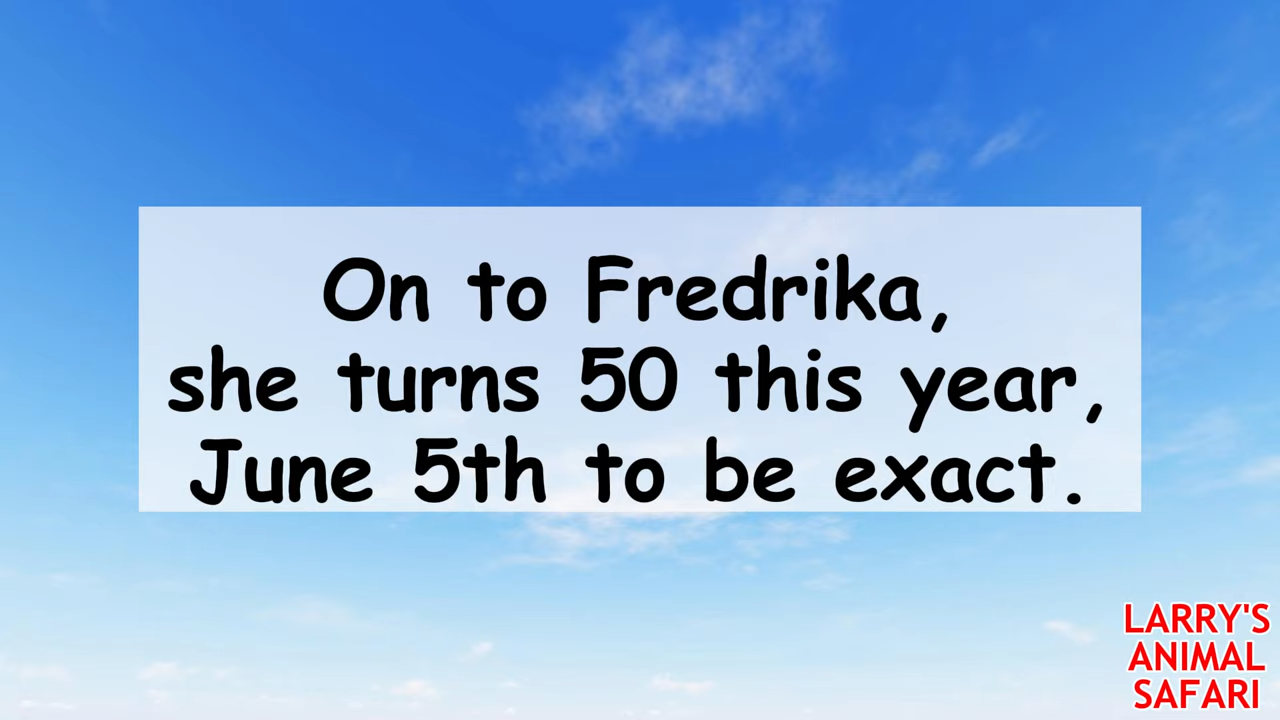 On to Fredrika,
she turns 50 this year,
June 5th to be exact.
LARRY'S
ANIMAL
SAFARI